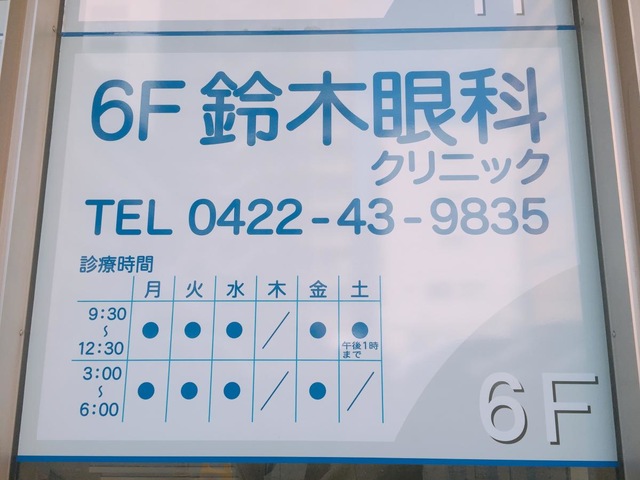 6F 鈴木眼科
クリニック
TEL 0422-43-9835
診療時間
月 火 水 木 金 土
9:30 ～ 12:30 ● ● ● ／ ● ● 午後1時まで
3:00 ～ 6:00 ● ● ● ／ ● ／
6F